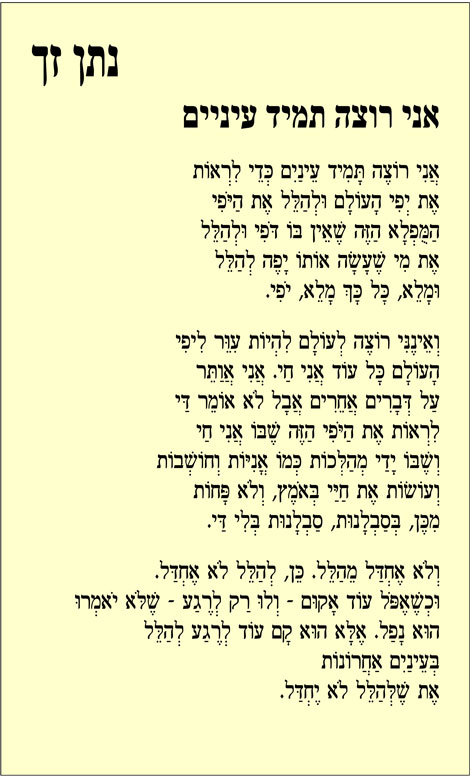 נתן זך
אני רוצה תמיד עיניים
אֲנִי רוֹצֶה תָּמִיד עֵינַיִם כְּדֵי לִרְאוֹת
אֶת יְפִי הָעוֹלָם וּלְהַלֵּל אֶת הַיֹּפִי
הַמֻּפְלָא הַזֶּה שֶׁאֵין בּוֹ דֹּפִי וּלְהַלֵּל
אֶת מִי שֶׁעָשָׂה אוֹתוֹ יָפֶה לְהַלֵּל
וּמָלֵא, כָּל כָּךְ מָלֵא, יֹפִי.
וְאֵינֶנִּי רוֹצֶה לְעוֹלָם לִהְיוֹת עִוֵּר לִיפִי
הָעוֹלָם כָּל עוֹד אֲנִי חַי. אֲנִי אֲוַתֵּר
עַל דְּבָרִים אֲחֵרִים אֲבָל לֹא אוֹמֵר דַּי
לִרְאוֹת אֶת הַיֹּפִי הַזֶּה שֶׁבּוֹ אֲנִי חַי
וְשֶׁבּוֹ יָדַי מְהַלְּכוֹת כְּמוֹ אֳנִיּוֹת וְחוֹשְׁבוֹת
וְעוֹשׂוֹת אֶת חַיַּי בְּאֹמֶץ, וְלֹא פָּחוֹת
מִכֵּן, בְּסַבְלָנוּת, סַבְלָנוּת בְּלִי דַּי.
וְלֹא אֶחְדַּל מֵהַלֵּל. כֵּן, לְהַלֵּל לֹא אֶחְדַּל.
וּכְשֶׁאֶפֹּל עוֹד אָקוּם - וְלוּ רַק לְרֶגַע - שֶׁלֹּא יֹאמְרוּ
הוּא נָפַל. אֶלָּא הוּא קָם עוֹד לְרֶגַע לְהַלֵּל
בְּעֵינַיִם אַחֲרוֹנוֹת
אֶת שֶׁלְּהַלֵּל לֹא יֶחְדַּל.